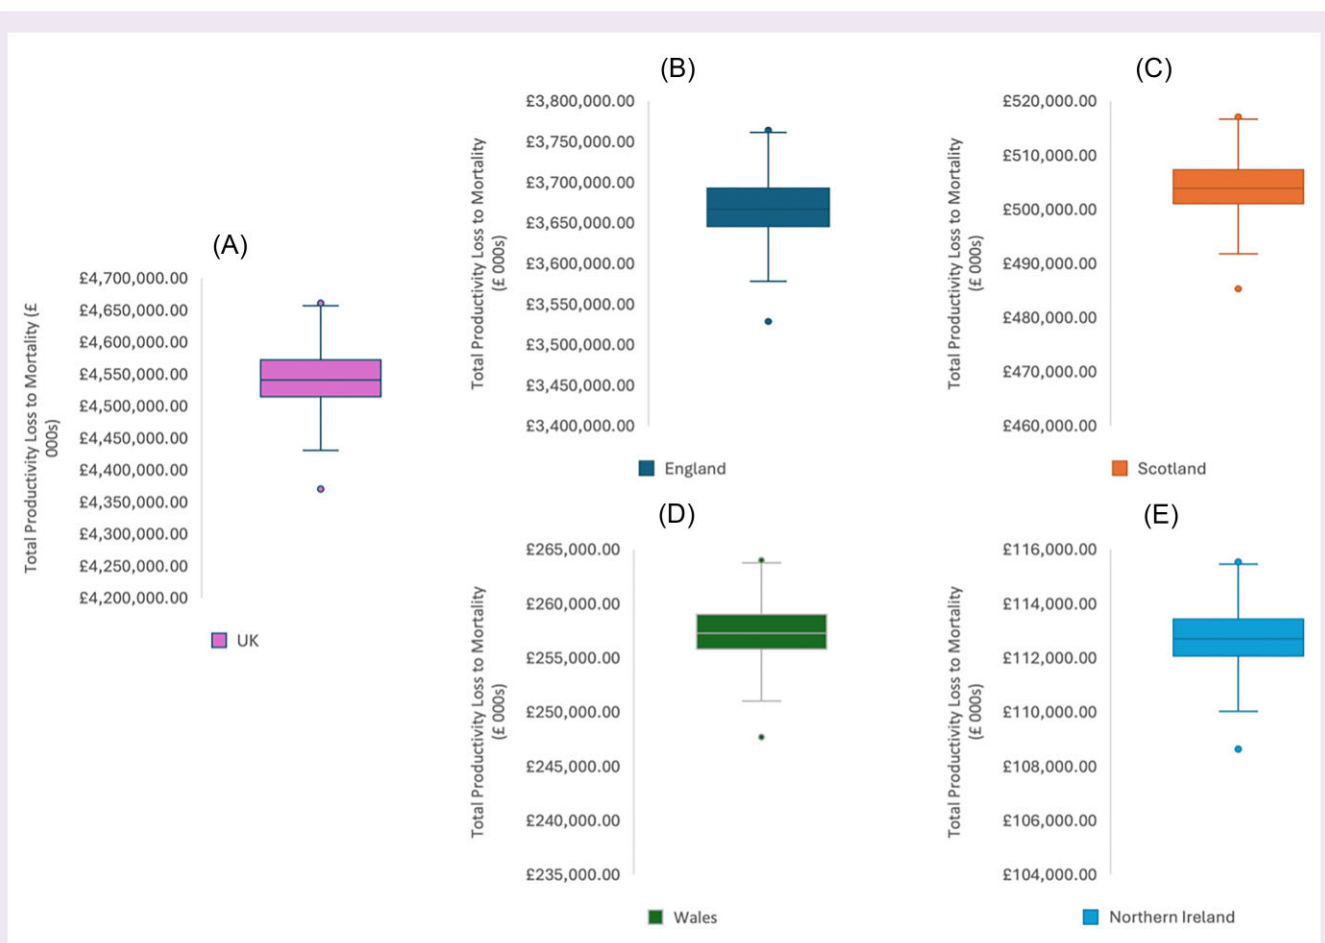 (A)
£4,700,000.00
£4,650,000.00
£4,600,000.00
£4,550,000.00
£4,500,000.00
£4,450,000.00
£4,400,000.00
£4,350,000.00
£4,300,000.00
£4,250,000.00
£4,200,000.00
Total Productivity Loss to Mortality (£
000s)
UK
(B)
£3,800,000.00
£3,750,000.00
£3,700,000.00
£3,650,000.00
£3,600,000.00
£3,550,000.00
£3,500,000.00
£3,450,000.00
£3,400,000.00
Total Productivity Loss to Mortality
(£ 000s)
England
(C)
£520,000.00
£510,000.00
£500,000.00
£490,000.00
£480,000.00
£470,000.00
£460,000.00
Total Productivity Loss to Mortality
(£ 000s)
Scotland
(D)
£265,000.00
£260,000.00
£255,000.00
£250,000.00
£245,000.00
£240,000.00
£235,000.00
Total Productivity Loss to Mortality
(£ 000s)
Wales
(E)
£116,000.00
£114,000.00
£112,000.00
£110,000.00
£108,000.00
£106,000.00
£104,000.00
Total Productivity Loss to Mortality
(£ 000s)
Northern Ireland